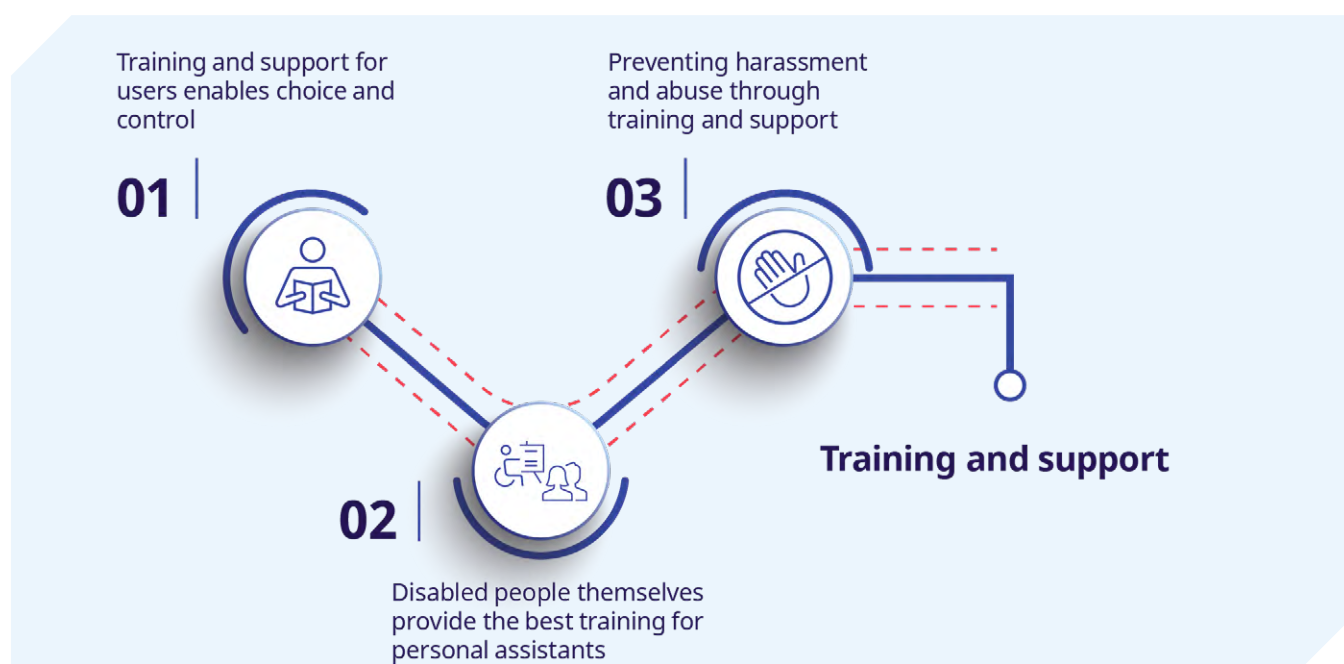 Training and support for
users enables choice and
control
01
Disabled people themselves
provide the best training for
personal assistants
02
Preventing harassment
and abuse through
training and support
03
Training and support